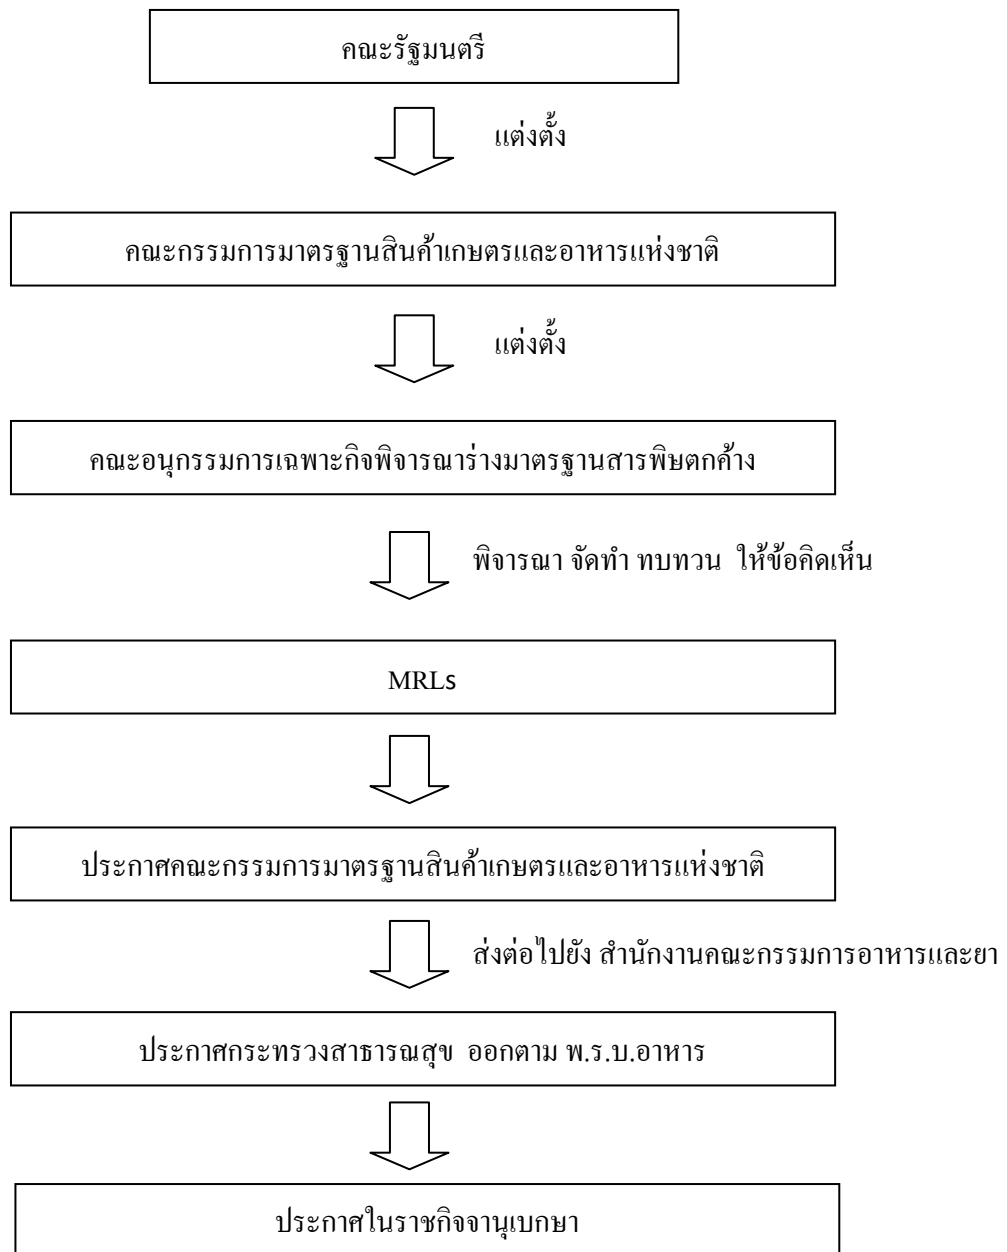 คณะรัฐมนตรี
แต่งตั้ง
คณะกรรมการมาตรฐานสินค้าเกษตรและอาหารแห่งชาติ
แต่งตั้ง
คณะอนุกรรมการเฉพาะกิจพิจารณาร่างมาตรฐานสารพิษตกค้าง
พิจารณา จัดทำ ทบทวน ให้ข้อคิดเห็น
MRLs
ประกาศคณะกรรมการมาตรฐานสินค้าเกษตรและอาหารแห่งชาติ
ส่งต่อไปยัง สำนักงานคณะกรรมการอาหารและยา
ประกาศกระทรวงสาธารณสุข ออกตาม พ.ร.บ.อาหาร
ประกาศในราชกิจจานุเบกษา